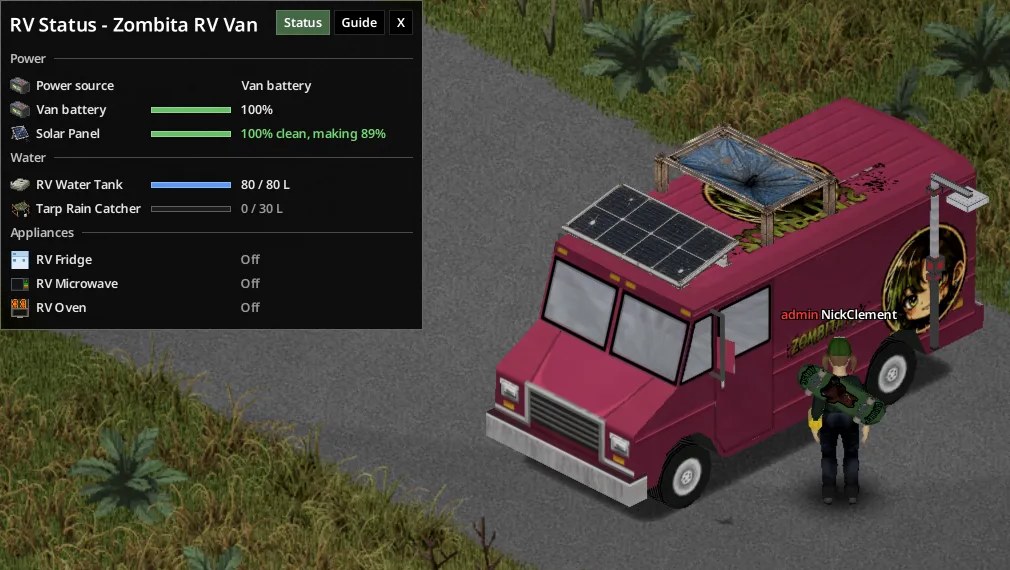 RV Status - Zombita RV Van
Status
Guide
X
Power
Power source Van battery
Van battery 100%
Solar Panel 100% clean, making 89%
Water
RV Water Tank 80 / 80 L
Tarp Rain Catcher 0 / 30 L
Appliances
RV Fridge Off
RV Microwave Off
RV Oven Off
admin NickClement